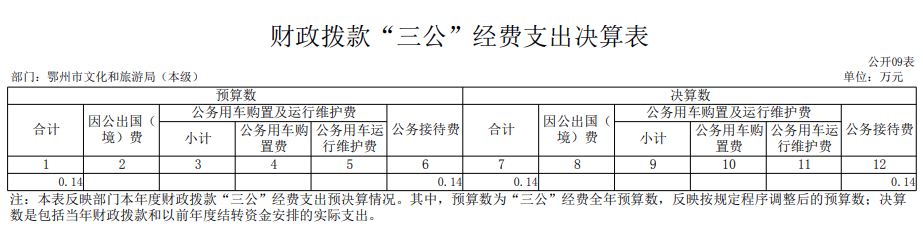 财政拨款“三公”经费支出决算表
公开09表
部门：鄂州市文化和旅游局（本级） 单位：万元
预算数 决算数
合计 因公出国（境）费 公务用车购置及运行维护费 公务接待费 合计 因公出国（境）费 公务用车购置及运行维护费 公务接待费
小计 公务用车购置费 公务用车运行维护费 小计 公务用车购置费 公务用车运行维护费
1 2 3 4 5 6 7 8 9 10 11 12
0.14 0.14 0.14 0.14
注：本表反映部门本年度财政拨款“三公”经费支出预决算情况。其中，预算数为“三公”经费全年预算数，反映按规定程序调整后的预算数；决算
数是包括当年财政拨款和以前年度结转资金安排的实际支出。